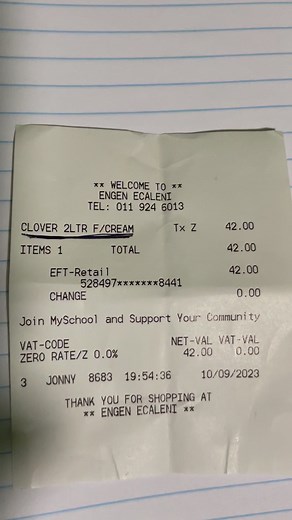 ** WELCOME TO **
ENGEN ECALENI
TEL: 011 924 6013
CLOVER 2LTR F/CREAM Tx Z 42.00
ITEMS 1 TOTAL 42.00
EFT-Retail 42.00
528497*******8441
CHANGE 0.00
Join MySchool and Support Your Community
VAT-CODE NET-VAL VAT-VAL
ZERO RATE/Z 0.0% 42.00 0.00
3 JONNY 8683 19:54:36 10/09/2023
THANK YOU FOR SHOPPING AT
** ENGEN ECALENI **